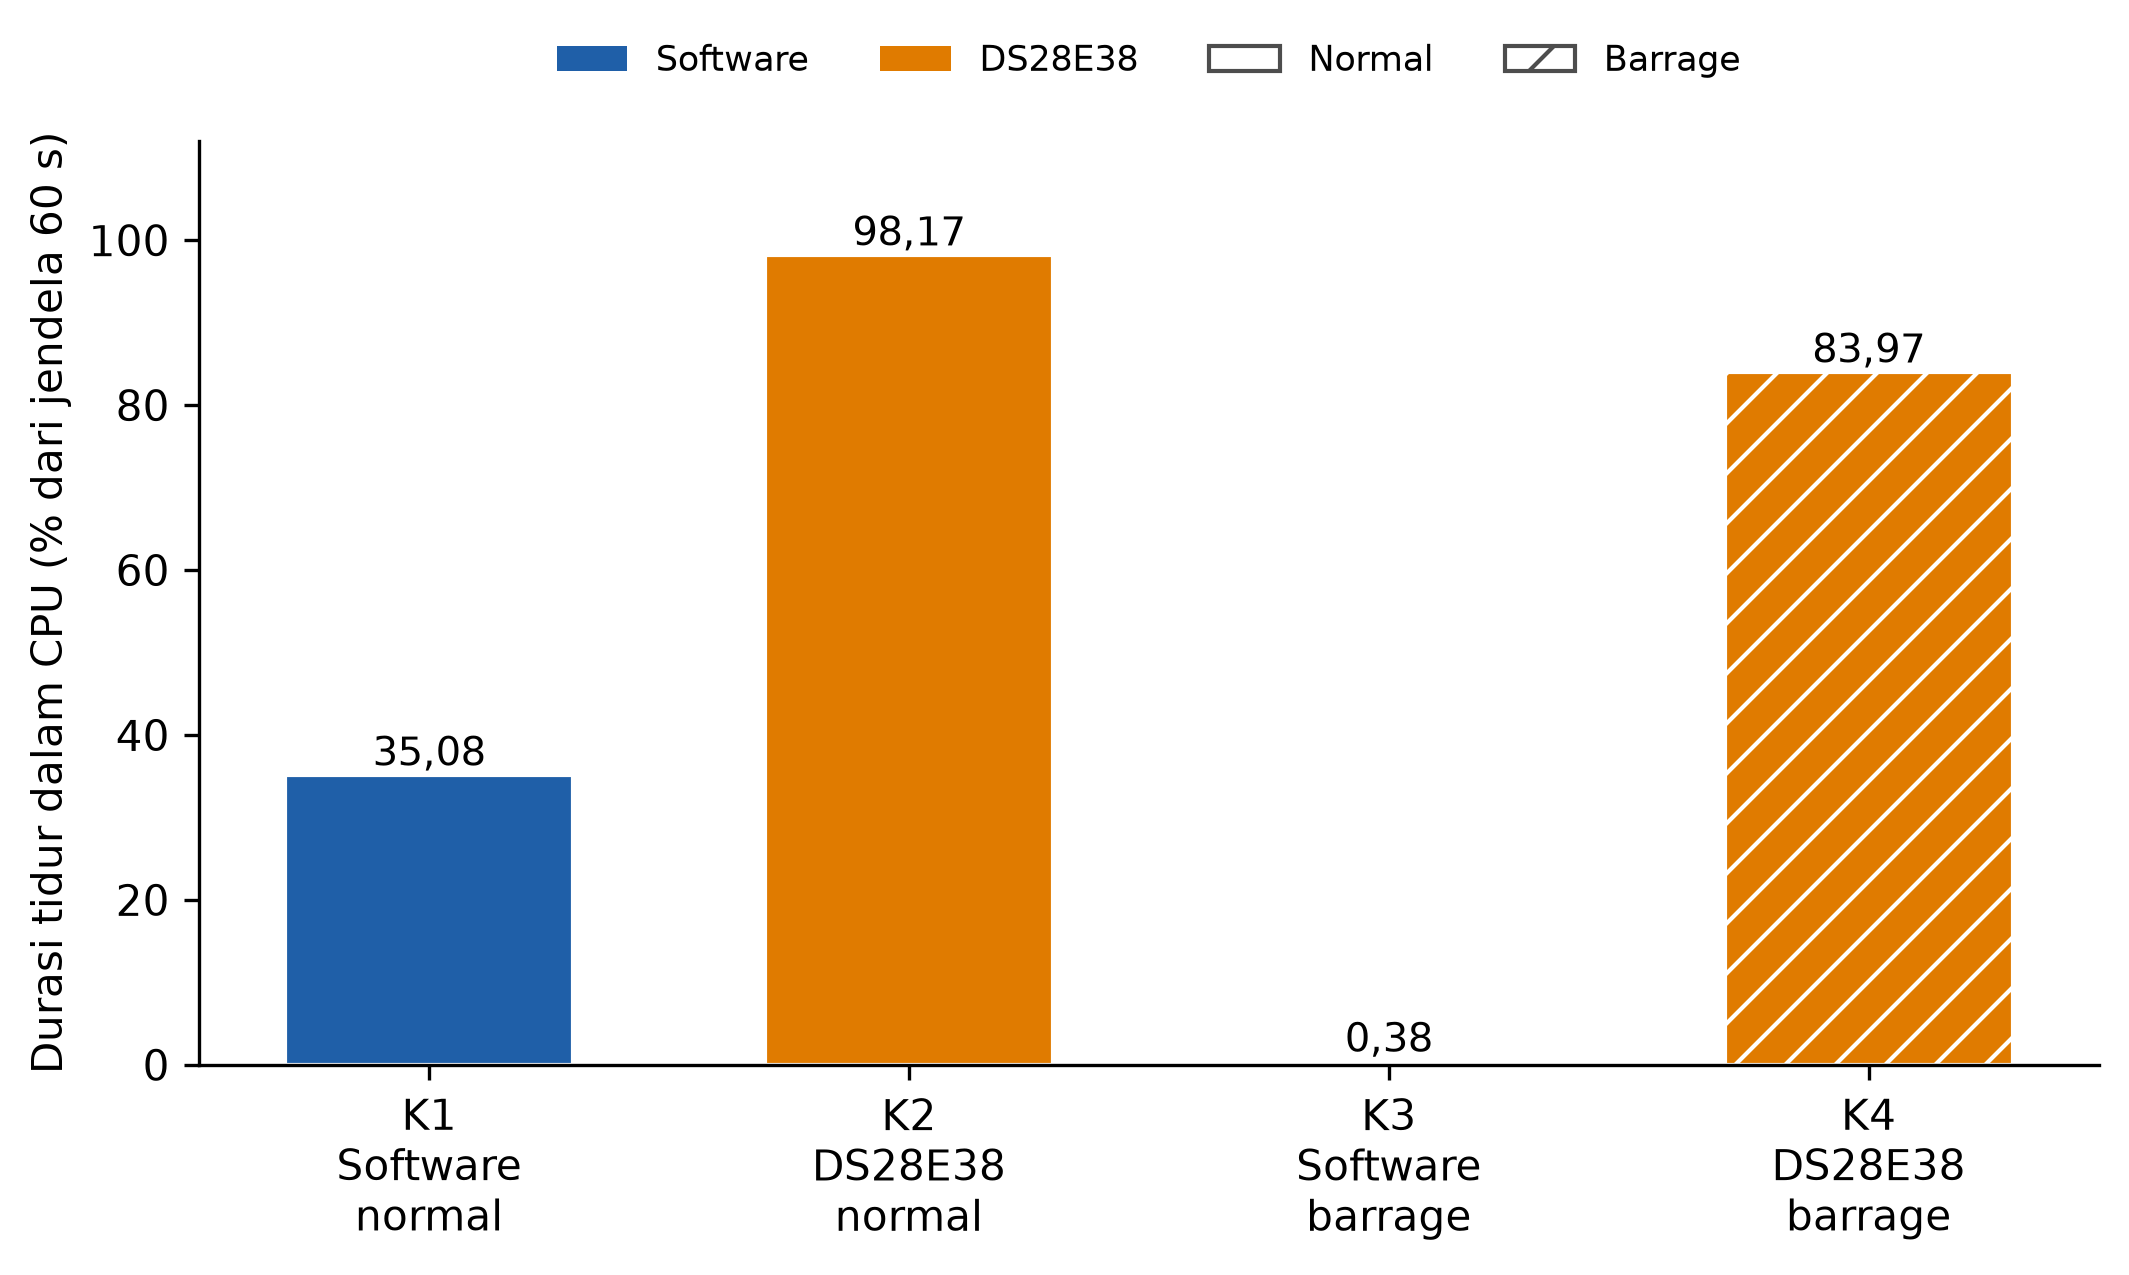 Software DS28E38 Normal Barrage
Durasi tidur dalam CPU (% dari jendela 60 s)
100
80
60
40
20
0
35,08
98,17
0,38
83,97
K1
Software
normal
K2
DS28E38
normal
K3
Software
barrage
K4
DS28E38
barrage